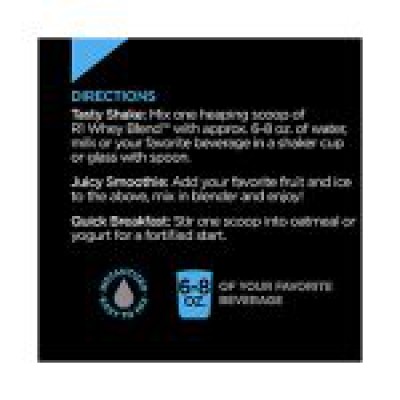 DIRECTIONS
Tasty Shake: Mix one heaping scoop of
R1 Whey Blend™ with approx. 6-8 oz. of water,
milk or your favorite beverage in a shaker cup
or glass with spoon.
Juicy Smoothie: Add your favorite fruit and ice
to the above, mix in blender and enjoy!
Quick Breakfast: Stir one scoop into oatmeal or
yogurt for a fortified start.
6-8
OZ.
OF YOUR FAVORITE
BEVERAGE